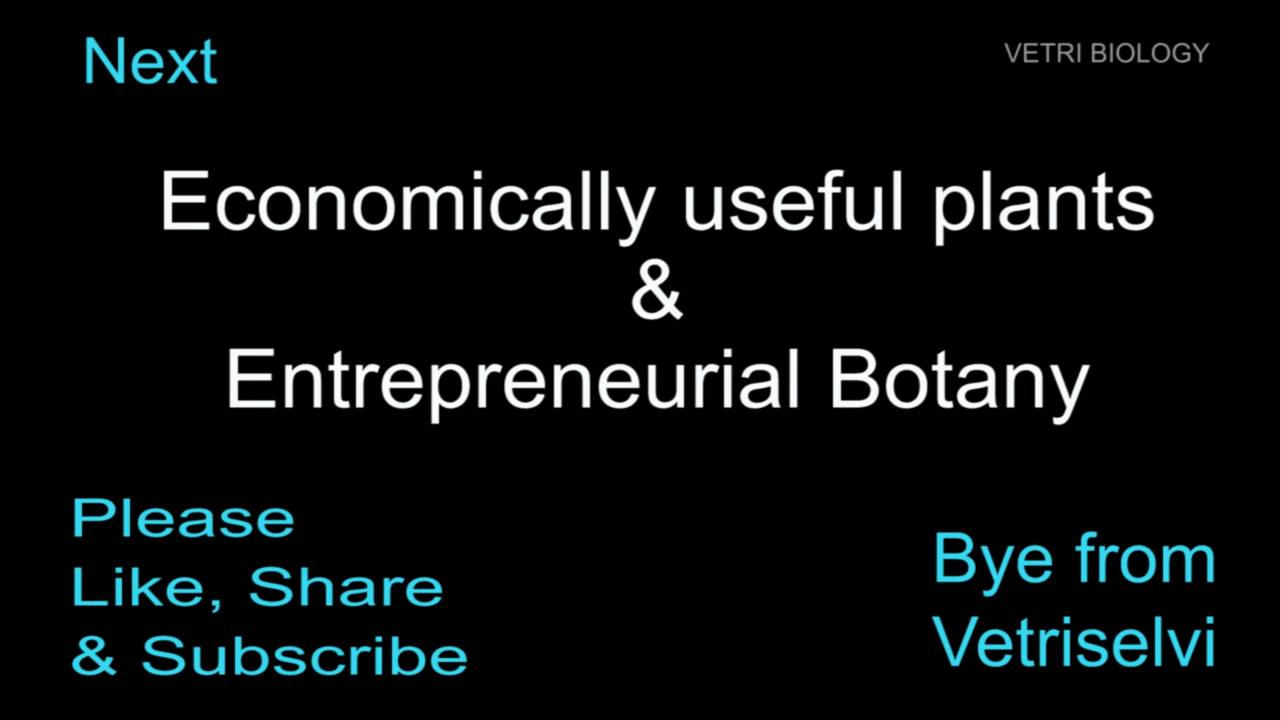 Next
VETRI BIOLOGY
Economically useful plants
&
Entrepreneurial Botany
Please
Like, Share
& Subscribe
Bye from
Vetriselvi